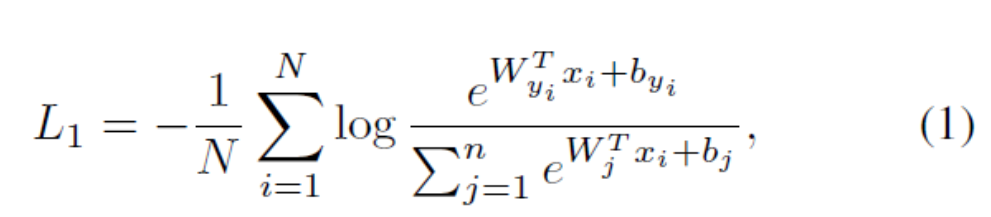 L_1 = -\frac{1}{N} \sum_{i=1}^{N} \log \frac{e^{W_{y_i}^T x_i + b_{y_i}}}{\sum_{j=1}^{n} e^{W_j^T x_i + b_j}}, (1)